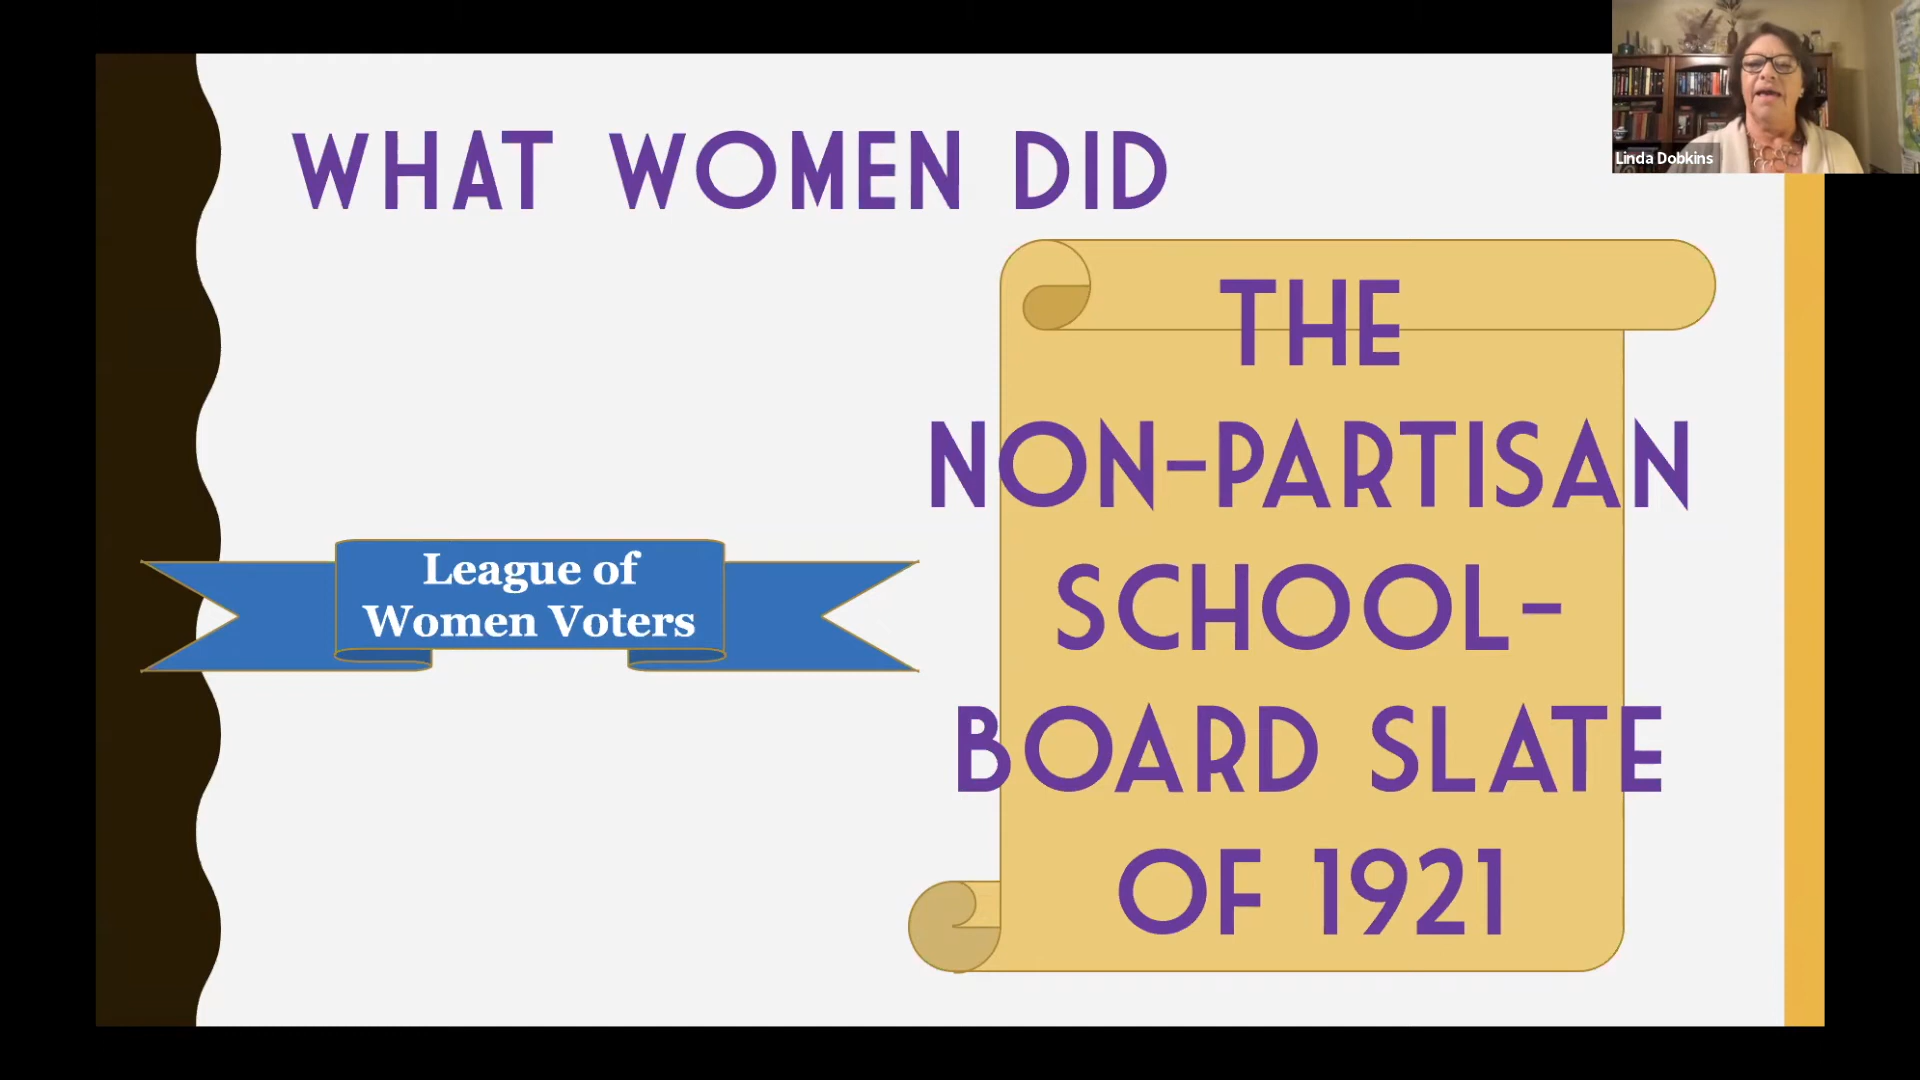 WHAT WOMEN DID
Linda Dobkins
THE
NON-PARTISAN
SCHOOL-
BOARD SLATE
OF 1921
League of
Women Voters